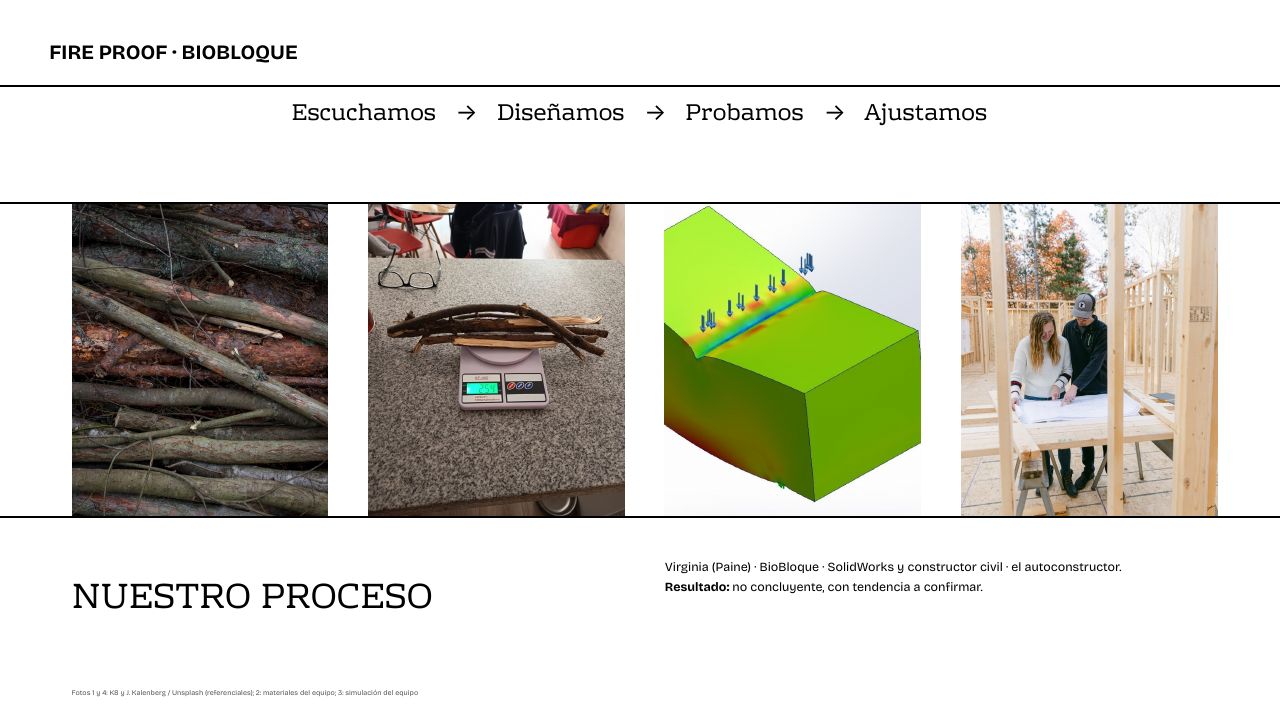 FIRE PROOF · BIOBLOQUE
Escuchamos → Diseñamos → Probamos → Ajustamos
NUESTRO PROCESO
Virginia (Paine) · BioBloque · SolidWorks y constructor civil · el autoconstructor.
Resultado: no concluyente, con tendencia a confirmar.
Fotos 1 y 4: K8 y J. Kalenberg / Unsplash (referenciales); 2: materiales del equipo; 3: simulación del equipo